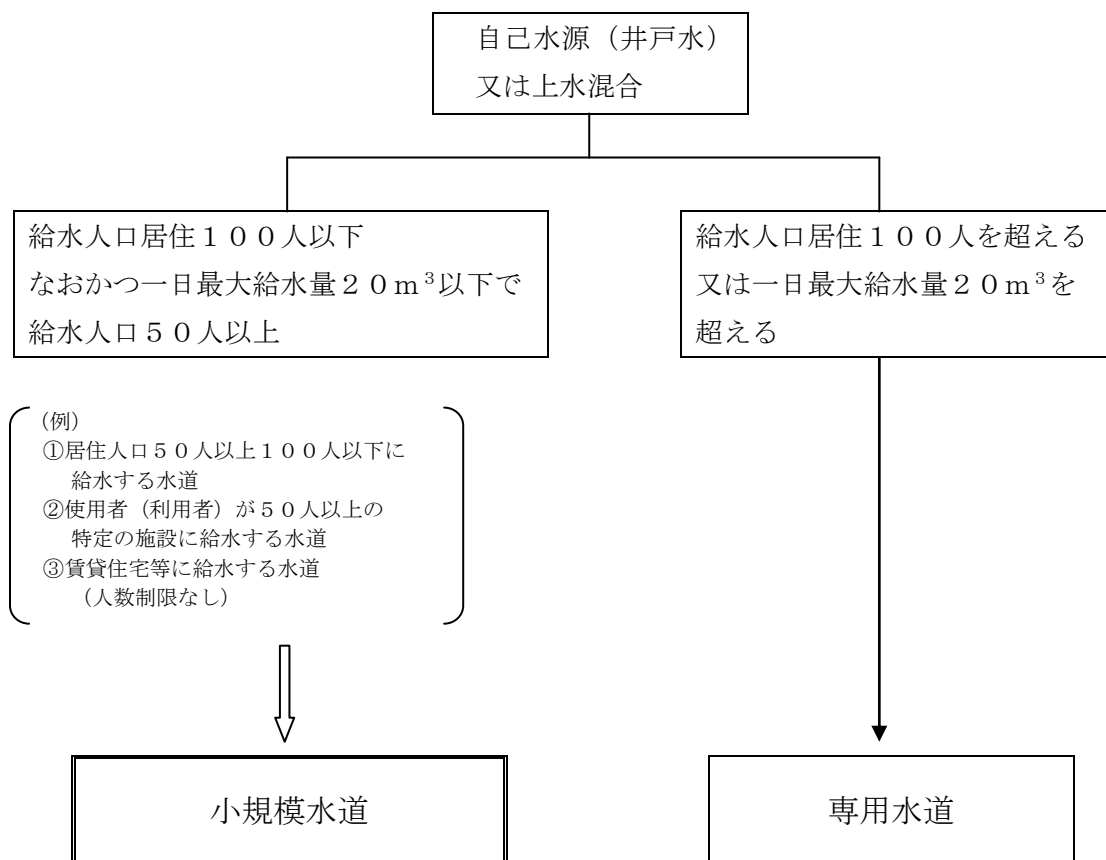 自己水源（井戸水）
又は上水混合
給水人口居住１００人以下
なおかつ一日最大給水量２０ｍ³以下で
給水人口５０人以上
給水人口居住１００人を超える
又は一日最大給水量２０ｍ³を
超える
（例）
①居住人口５０人以上１００人以下に
給水する水道
②使用者（利用者）が５０人以上の
特定の施設に給水する水道
③賃貸住宅等に給水する水道
（人数制限なし）
小規模水道
専用水道